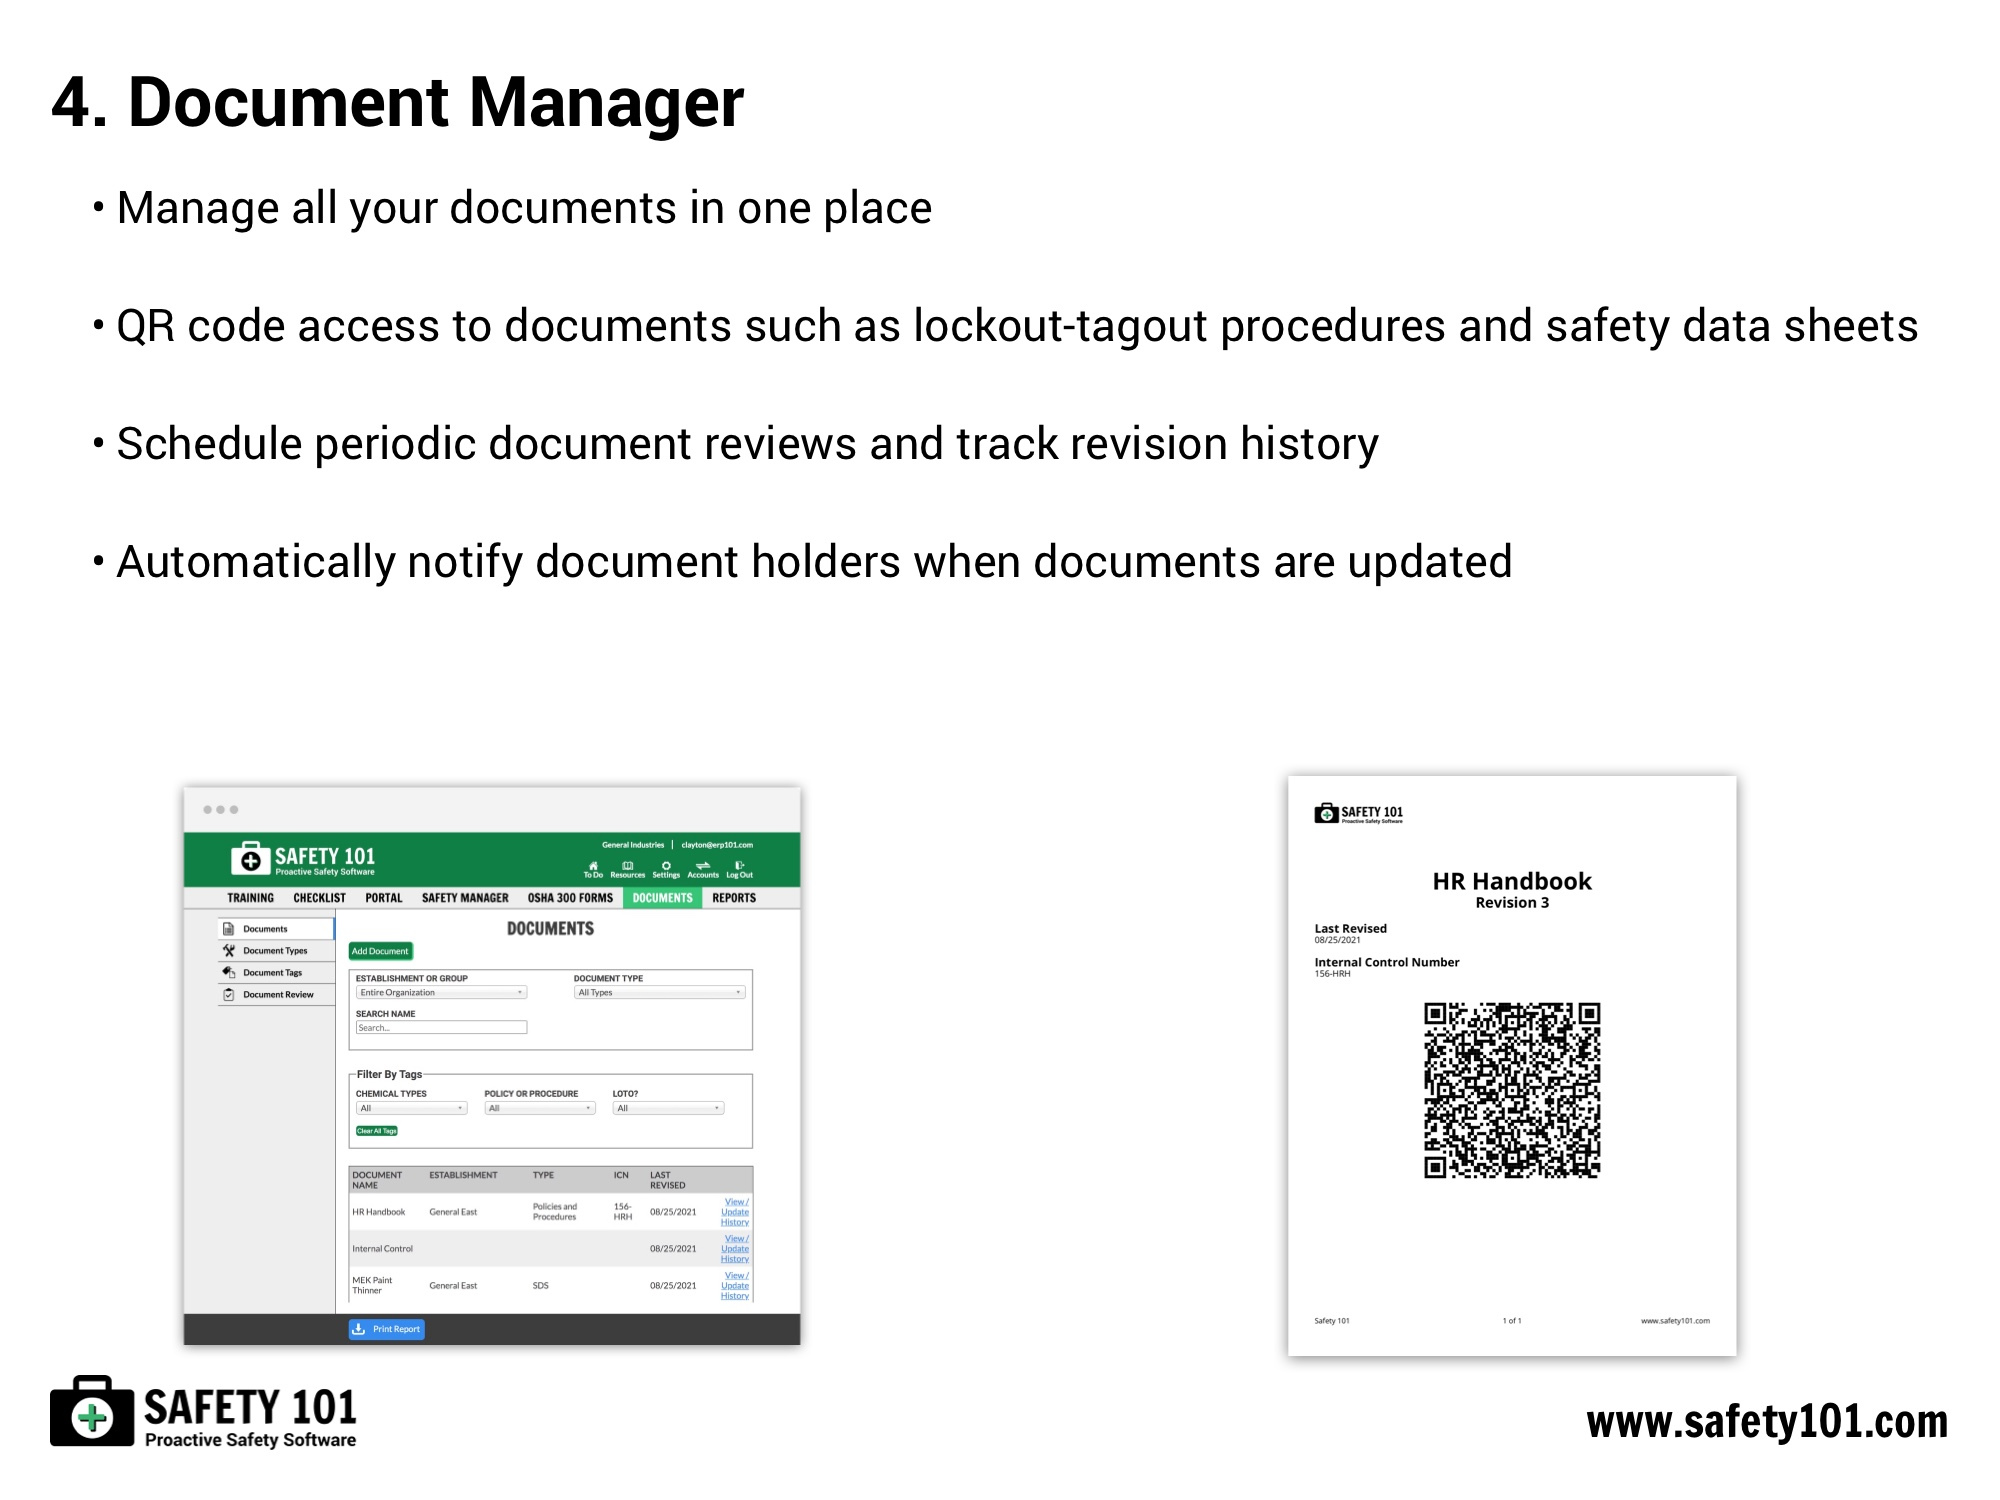 4. Document Manager
• Manage all your documents in one place
• QR code access to documents such as lockout-tagout procedures and safety data sheets
• Schedule periodic document reviews and track revision history
• Automatically notify document holders when documents are updated
SAFETY 101
Proactive Safety Software
General Industries | clayton@erp101.com
To Do Resources Settings Accounts Log Out
TRAINING CHECKLIST PORTAL SAFETY MANAGER OSHA 300 FORMS DOCUMENTS REPORTS
Documents
Document Types
Document Tags
Document Review
DOCUMENTS
Add Document
ESTABLISHMENT OR GROUP DOCUMENT TYPE
Entire Organization All Types
SEARCH NAME
Search...
Filter By Tags
CHEMICAL TYPES POLICY OR PROCEDURE LOTO?
All All All
Clear All Tags
DOCUMENT NAME ESTABLISHMENT TYPE ICN LAST REVISED
HR Handbook General East Policies and Procedures 156-HRH 08/25/2021 View / Update History
Internal Control 08/25/2021 View / Update History
MEK Paint Thinner General East SDS 08/25/2021 View / Update History
Print Report
SAFETY 101
Proactive Safety Software
HR Handbook
Revision 3
Last Revised
08/25/2021
Internal Control Number
156-HRH
Safety 101 1 of 1 www.safety101.com
SAFETY 101
Proactive Safety Software
www.safety101.com